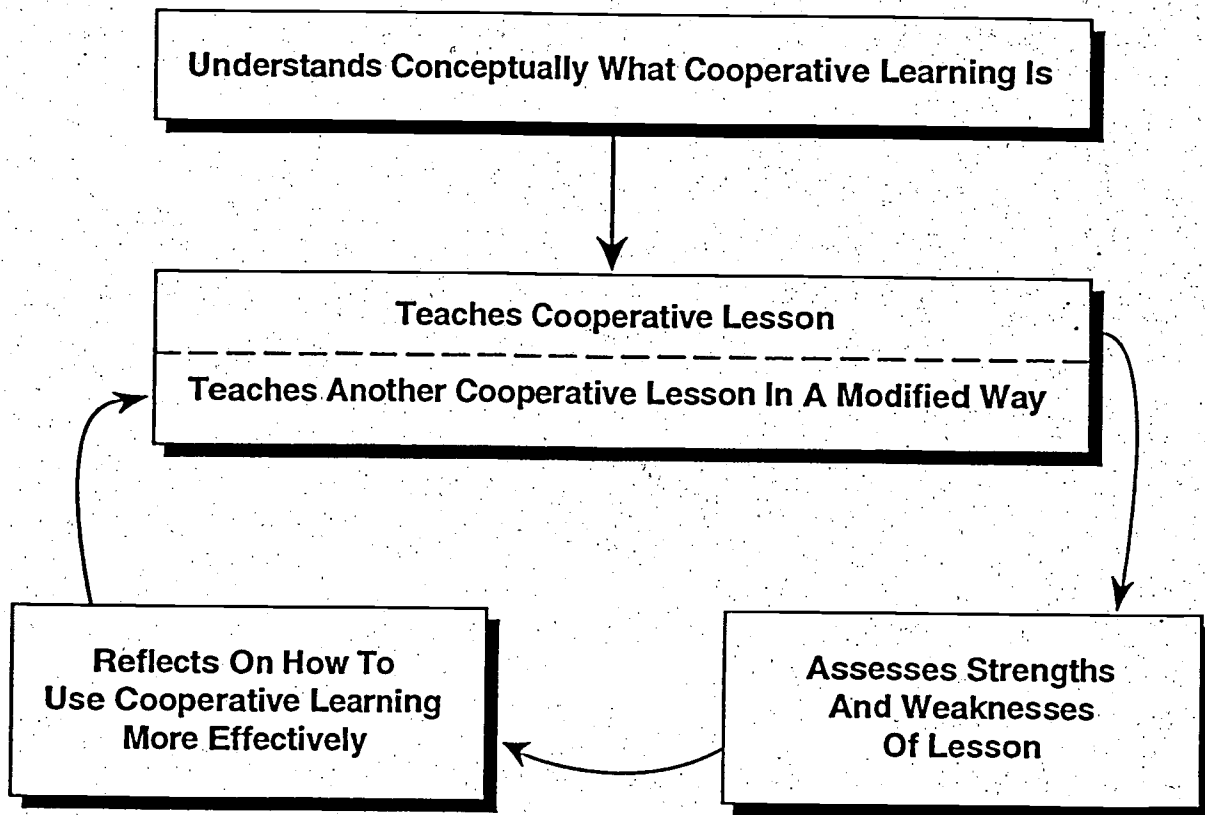 Understands Conceptually What Cooperative Learning Is
Teaches Cooperative Lesson
Teaches Another Cooperative Lesson In A Modified Way
Reflects On How To
Use Cooperative Learning
More Effectively
Assesses Strengths
And Weaknesses
Of Lesson